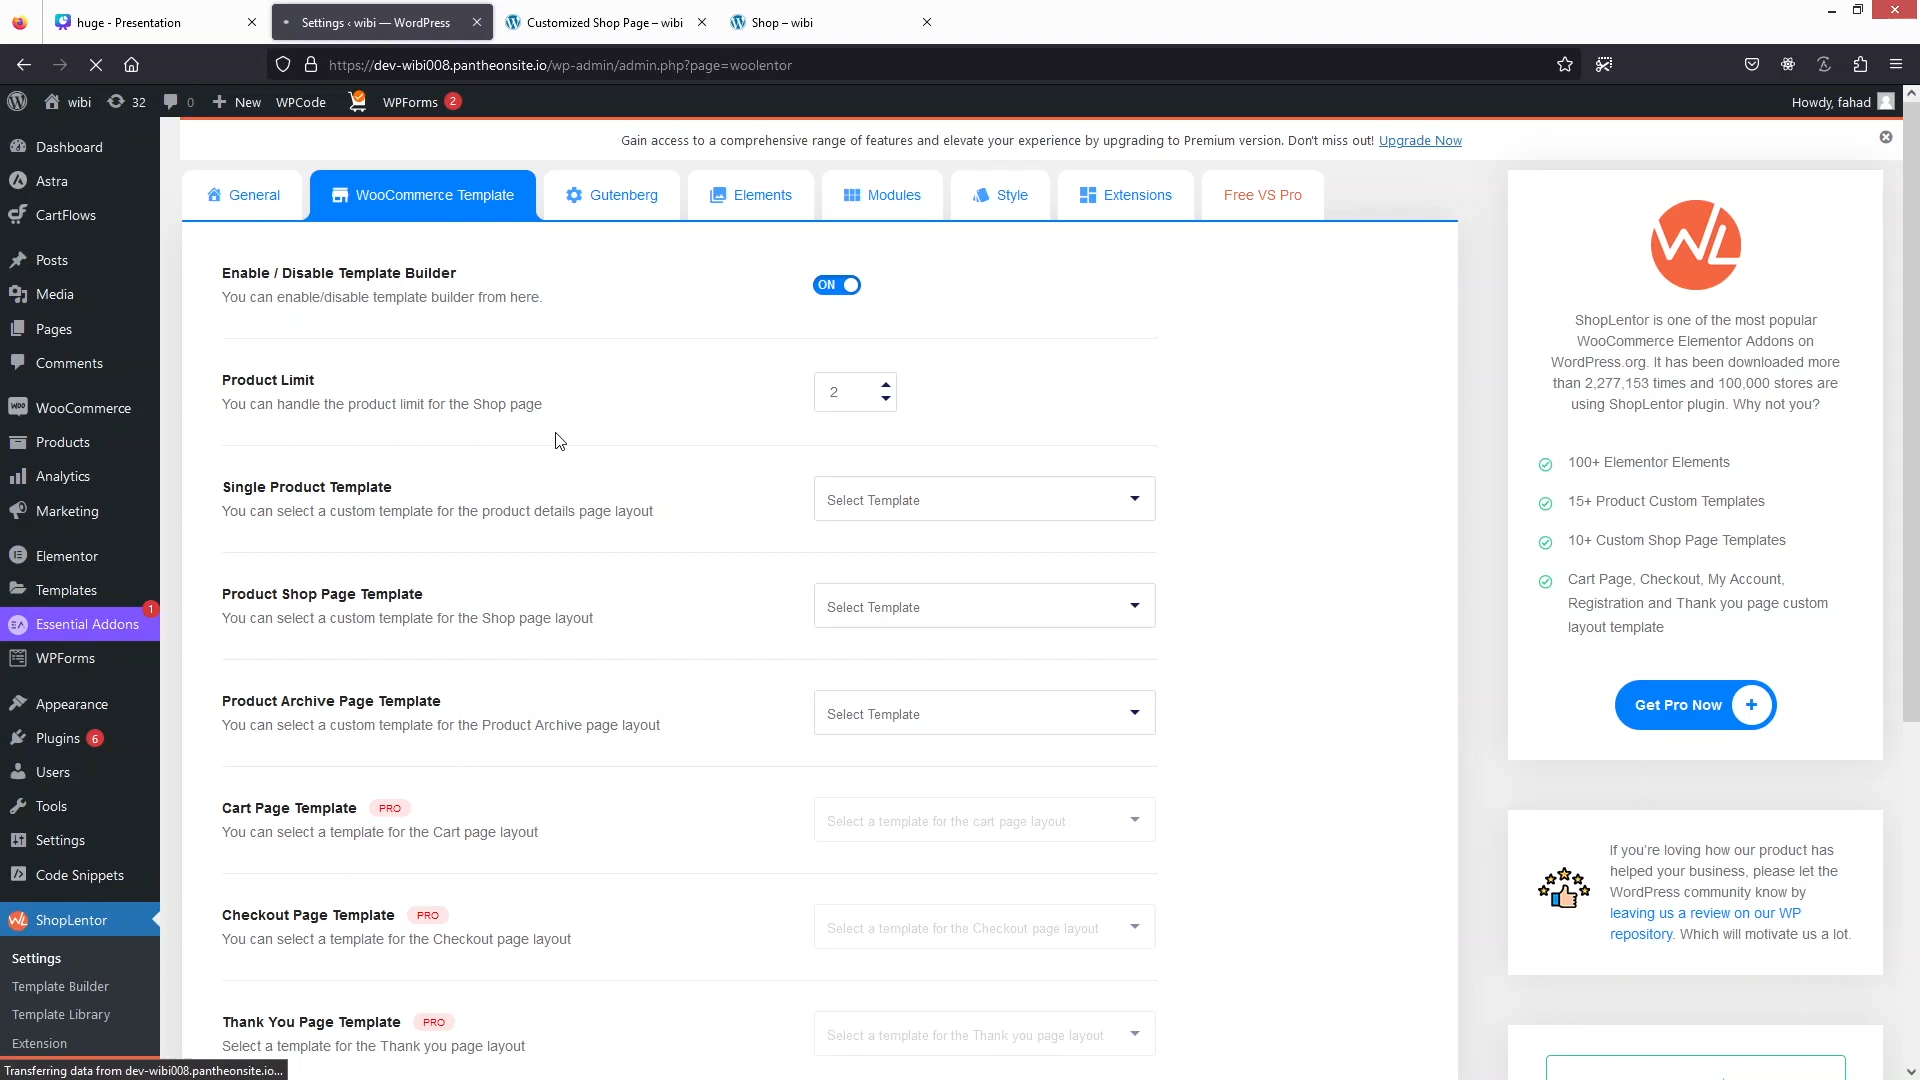 huge - Presentation
Settings ‹ wibi — WordPress
Customized Shop Page – wibi
Shop – wibi
https://dev-wibi008.pantheonsite.io/wp-admin/admin.php?page=woolentor
wibi
32
0
New
WPCode
WPForms 2
Howdy, fahad
Dashboard
Astra
CartFlows
Posts
Media
Pages
Comments
WooCommerce
Products
Analytics
Marketing
Elementor
Templates
Essential Addons 1
WPForms
Appearance
Plugins 6
Users
Tools
Settings
Code Snippets
ShopLentor
Settings
Template Builder
Template Library
Extension
Transferring data from dev-wibi008.pantheonsite.io...
Gain access to a comprehensive range of features and elevate your experience by upgrading to Premium version. Don't miss out! Upgrade Now
General
WooCommerce Template
Gutenberg
Elements
Modules
Style
Extensions
Free VS Pro
Enable / Disable Template Builder
You can enable/disable template builder from here.
ON
Product Limit
You can handle the product limit for the Shop page
2
Single Product Template
You can select a custom template for the product details page layout
Select Template
Product Shop Page Template
You can select a custom template for the Shop page layout
Select Template
Product Archive Page Template
You can select a custom template for the Product Archive page layout
Select Template
Cart Page Template PRO
You can select a template for the Cart page layout
Select a template for the cart page layout
Checkout Page Template PRO
You can select a template for the Checkout page layout
Select a template for the Checkout page layout
Thank You Page Template PRO
Select a template for the Thank you page layout
Select a template for the Thank you page layout
WL
ShopLentor is one of the most popular
WooCommerce Elementor Addons on
WordPress.org. It has been downloaded more
than 2,277,153 times and 100,000 stores are
using ShopLentor plugin. Why not you?
100+ Elementor Elements
15+ Product Custom Templates
10+ Custom Shop Page Templates
Cart Page, Checkout, My Account,
Registration and Thank you page custom
layout template
Get Pro Now +
If you're loving how our product has
helped your business, please let the
WordPress community know by
leaving us a review on our WP
repository. Which will motivate us a lot.